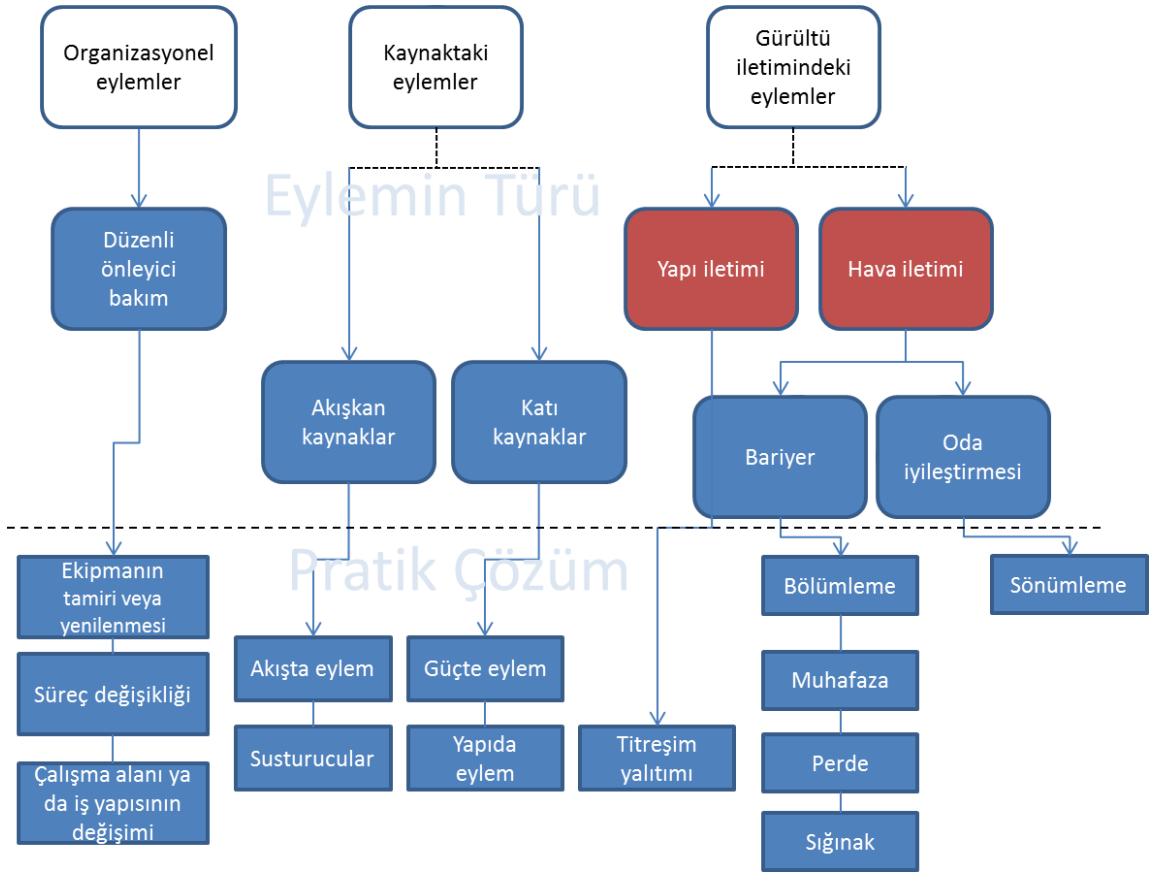 Organizasyonel
eylemler
Kaynaktaki
eylemler
Gürültü
iletimindeki
eylemler
Eylemin Türü
Düzenli
önleyici
bakım
Yapı iletimi
Hava iletimi
Akışkan
kaynaklar
Katı
kaynaklar
Bariyer
Oda
iyileştirmesi
Pratik Çözüm
Ekipmanın
tamiri veya
yenilenmesi
Bölümleme
Sönümleme
Süreç değişikliği
Akışta eylem
Güçte eylem
Muhafaza
Çalışma alanı ya
da iş yapısının
değişimi
Susturucular
Yapıda
eylem
Titreşim
yalıtımı
Perde
Sığınak